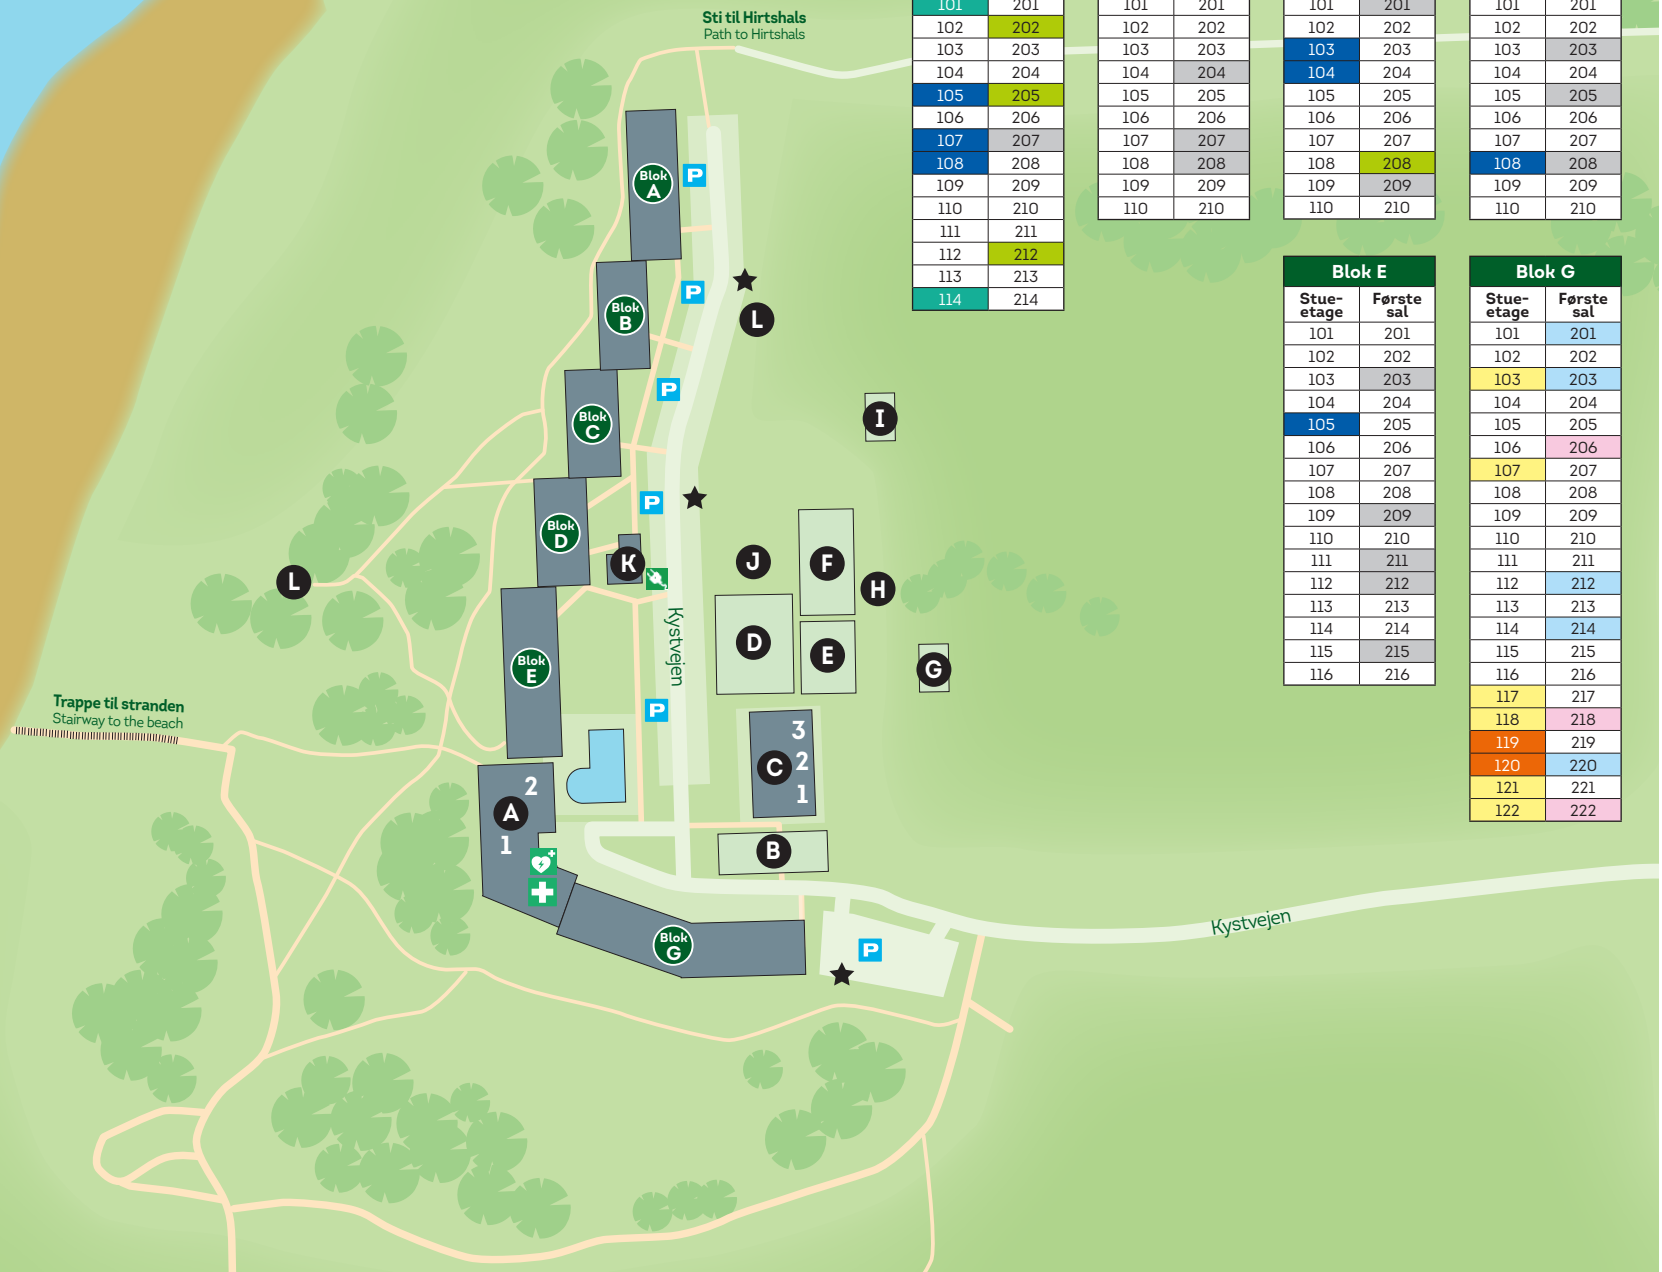 Sti til Hirtshals
Path to Hirtshals
101 201
102 202
103 203
104 204
105 205
106 206
107 207
108 208
109 209
110 210
111 211
112 212
113 213
114 214
101 201
102 202
103 203
104 204
105 205
106 206
107 207
108 208
109 209
110 210
101 201
102 202
103 203
104 204
105 205
106 206
107 207
108 208
109 209
110 210
101 201
102 202
103 203
104 204
105 205
106 206
107 207
108 208
109 209
110 210
Blok E
Stue-
etage
Første
sal
101 201
102 202
103 203
104 204
105 205
106 206
107 207
108 208
109 209
110 210
111 211
112 212
113 213
114 214
115 215
116 216
Blok G
Stue-
etage
Første
sal
101 201
102 202
103 203
104 204
105 205
106 206
107 207
108 208
109 209
110 210
111 211
112 212
113 213
114 214
115 215
116 216
117 217
118 218
119 219
120 220
121 221
122 222
Blok
A
P
Blok
B
P
L
Blok
C
P
I
P
Blok
D
K
J
F
H
L
Kystvejen
D
E
G
Blok
E
P
Trappe til stranden
Stairway to the beach
3
C 2
1
2
A
1
B
Blok
G
P
Kystvejen